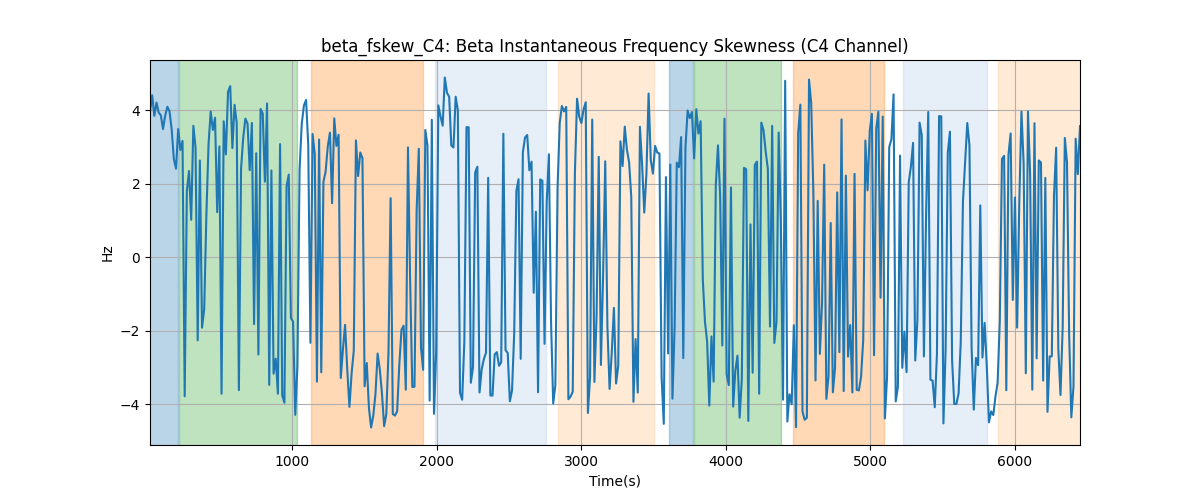 beta_fskew_C4: Beta Instantaneous Frequency Skewness (C4 Channel)
Hz
4
2
0
−2
−4
1000 2000 3000 4000 5000 6000
Time(s)